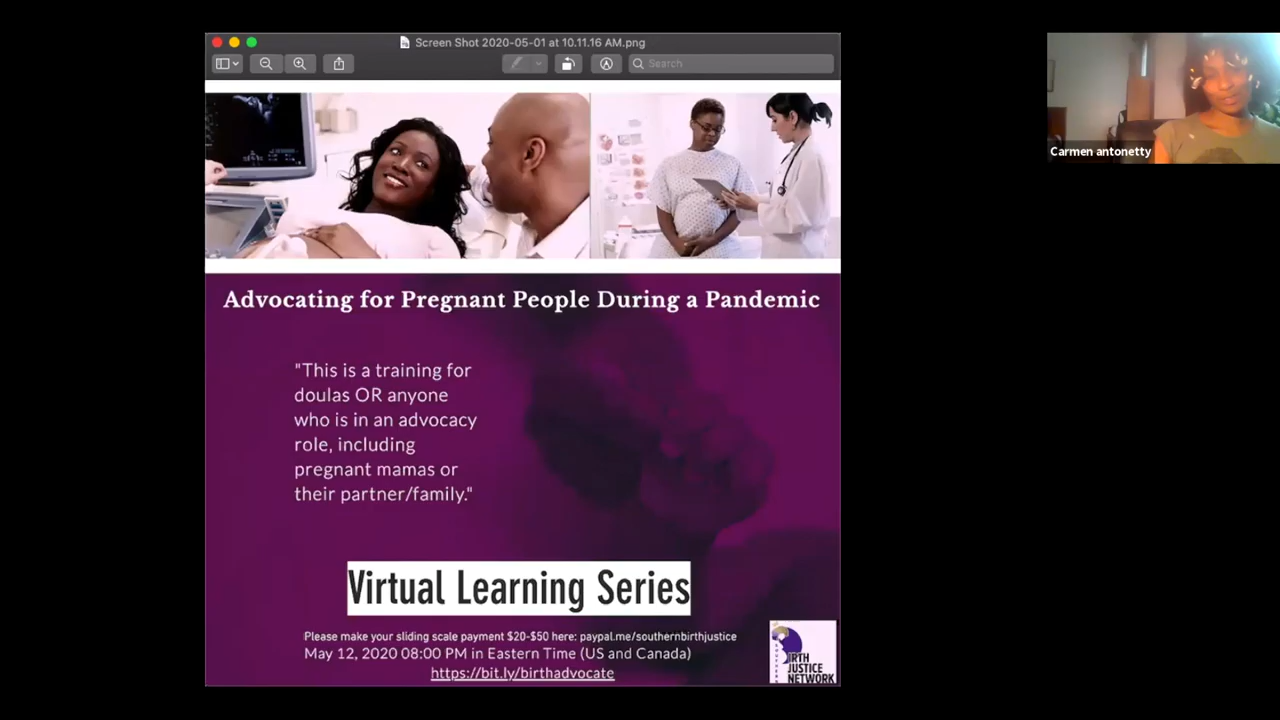 Screen Shot 2020-05-01 at 10.11.16 AM.png
Search
Carmen antonetty
Advocating for Pregnant People During a Pandemic
"This is a training for
doulas OR anyone
who is in an advocacy
role, including
pregnant mamas or
their partner/family."
Virtual Learning Series
Please make your sliding scale payment $20-$50 here: paypal.me/southernbirthjustice
May 12, 2020 08:00 PM in Eastern Time (US and Canada)
https://bit.ly/birthadvocate
JUSTICE
NETWORK